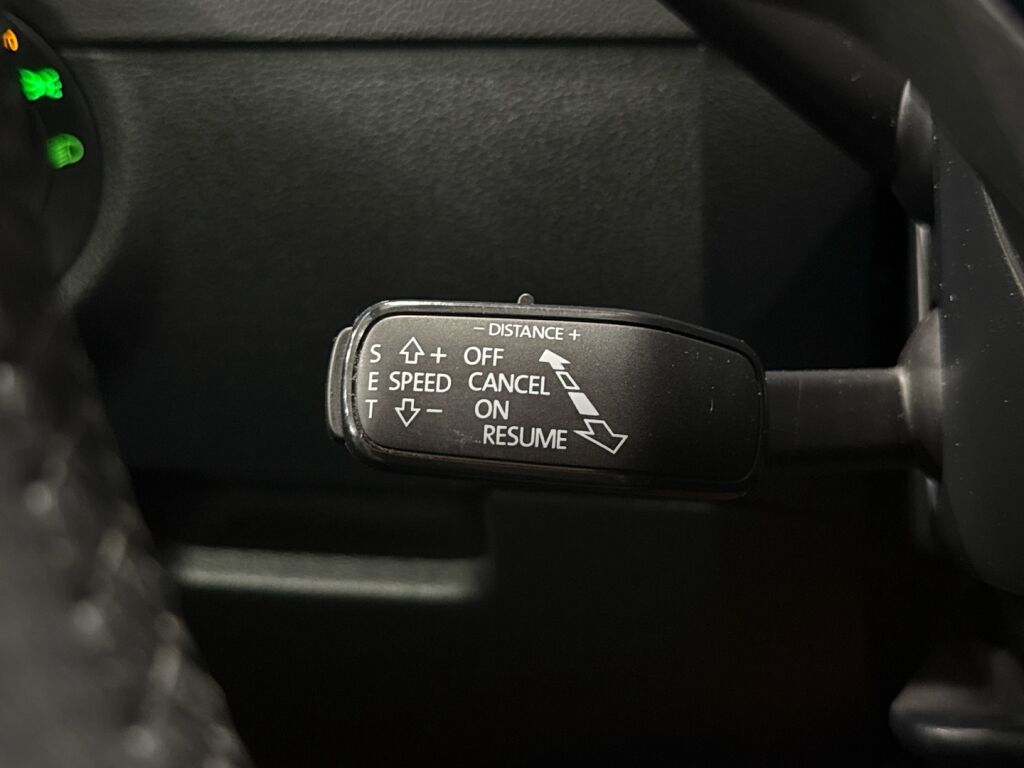 - DISTANCE +
S + OFF
E SPEED CANCEL
T - ON
RESUME